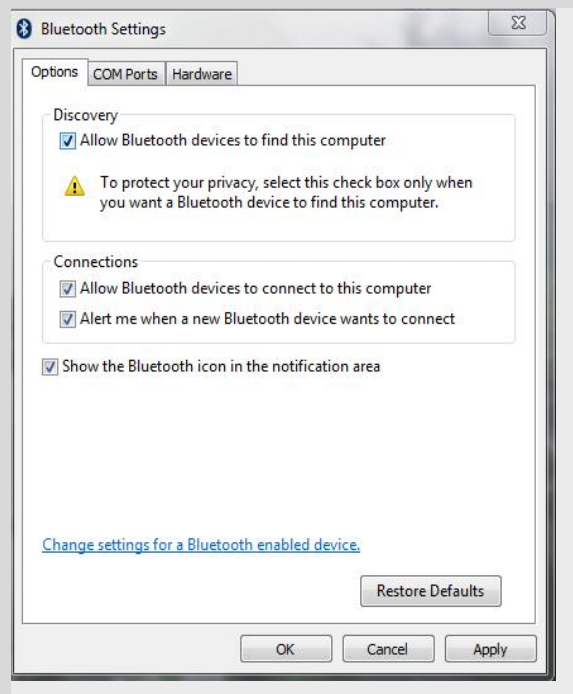 Bluetooth Settings
Options COM Ports Hardware
Discovery
Allow Bluetooth devices to find this computer
To protect your privacy, select this check box only when
you want a Bluetooth device to find this computer.
Connections
Allow Bluetooth devices to connect to this computer
Alert me when a new Bluetooth device wants to connect
Show the Bluetooth icon in the notification area
Change settings for a Bluetooth enabled device.
Restore Defaults
OK Cancel Apply